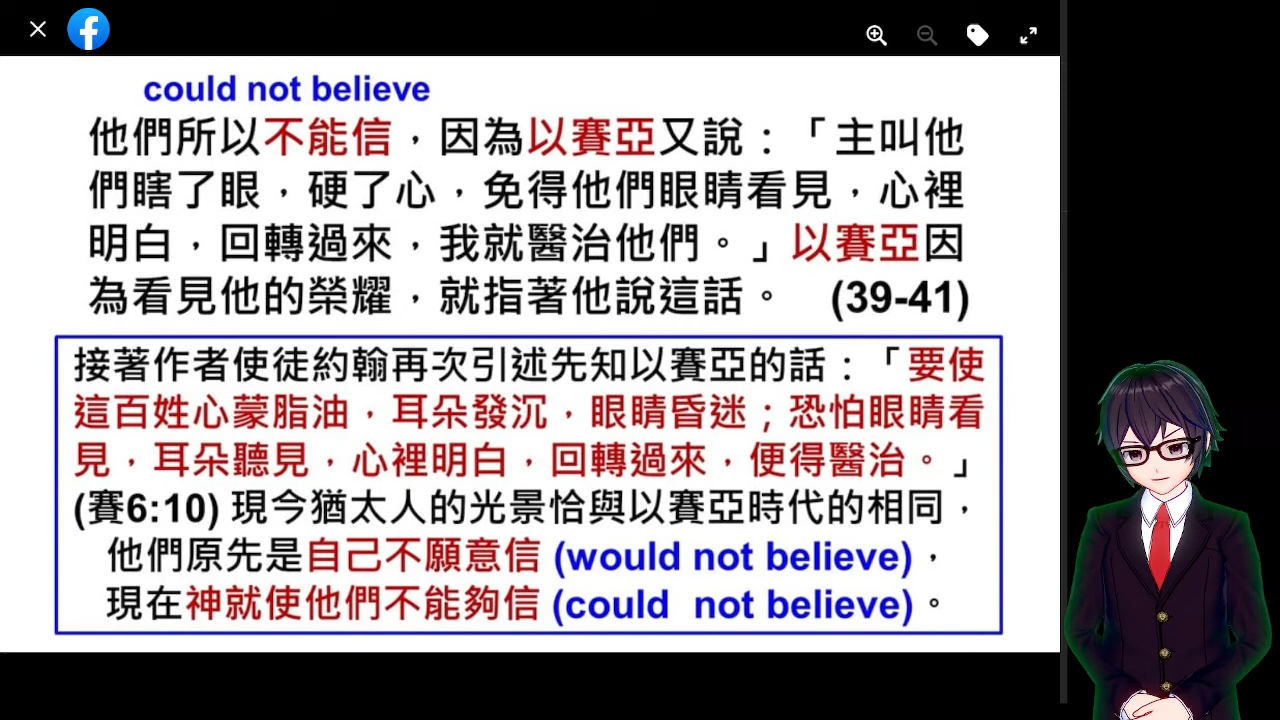 could not believe
他們所以不能信，因為以賽亞又說：「主叫他
們瞎了眼，硬了心，免得他們眼睛看見，心裡
明白，回轉過來，我就醫治他們。」以賽亞因
為看見他的榮耀，就指著他說這話。 (39-41)
接著作者使徒約翰再次引述先知以賽亞的話：「要使
這百姓心蒙脂油，耳朵發沉，眼睛昏迷；恐怕眼睛看
見，耳朵聽見，心裡明白，回轉過來，便得醫治。」
(賽6:10) 現今猶太人的光景恰與以賽亞時代的相同，
他們原先是自己不願意信 (would not believe)，
現在神就使他們不能夠信 (could not believe)。